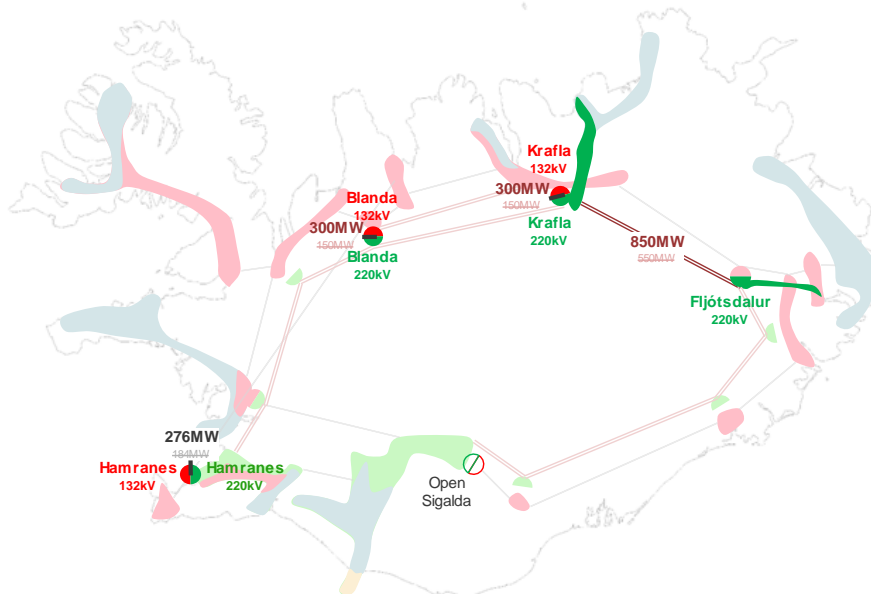 Krafla
132kV
300MW
150MW
Krafla
220kV
Blanda
132kV
300MW
150MW
Blanda
220kV
850MW
550MW
Fljótsdalur
220kV
276MW
184MW
Hamranes
132kV
Hamranes
220kV
Open
Sigalda